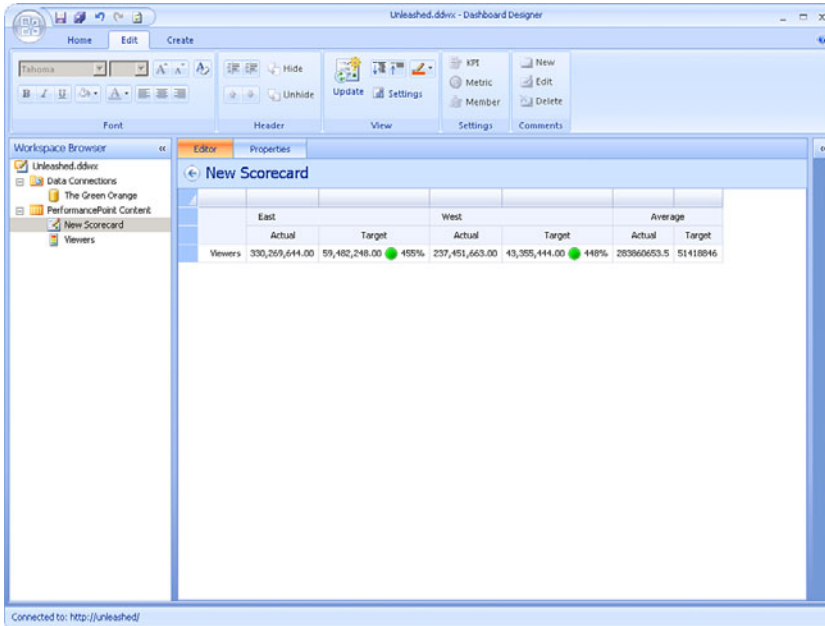 Unleashed.ddwx - Dashboard Designer
Home Edit Create
Tahoma Hide KPI New
Metric Edit
B I U A Unhide Update Settings Member Delete
Font Header View Settings Comments
Workspace Browser « Editor Properties
Unleashed.ddwx
Data Connections
The Green Orange
PerformancePoint Content
New Scorecard
Viewers
New Scorecard
East West Average
Actual Target Actual Target Actual Target
Viewers 330,269,644.00 59,482,248.00 455% 237,451,663.00 43,355,444.00 448% 283860653.5 51418846
Connected to: http://unleashed/